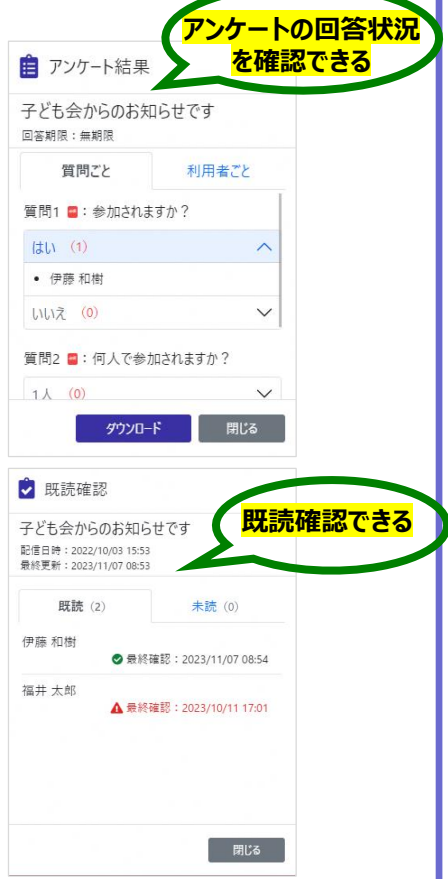 アンケートの回答状況
を確認できる
アンケート結果
子ども会からのお知らせです
回答期限：無期限
質問ごと
利用者ごと
質問1 ：参加されますか？
はい （1）
• 伊藤 和樹
いいえ （0）
質問2 ：何人で参加されますか？
1人 （0）
ダウンロード
閉じる
既読確認
既読確認できる
子ども会からのお知らせです
配信日時：2022/10/03 15:53
最終更新：2023/11/07 08:53
既読（2）
未読（0）
伊藤 和樹
最終確認：2023/11/07 08:54
福井 太郎
最終確認：2023/10/11 17:01
閉じる